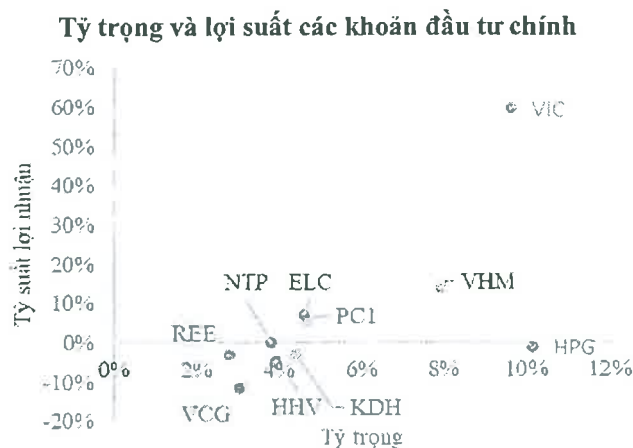 Tỷ trọng và lợi suất các khoản đầu tư chính
70%
60%
VIC
50%
40%
30%
20%
NTP ELC VHM
10%
PC1
REE
0%
HPG
0% 2% 4% 6% 8% 10% 12%
-10%
VCG HHV KDH
-20%
Tỷ trọng
Tỷ suất lợi nhuận